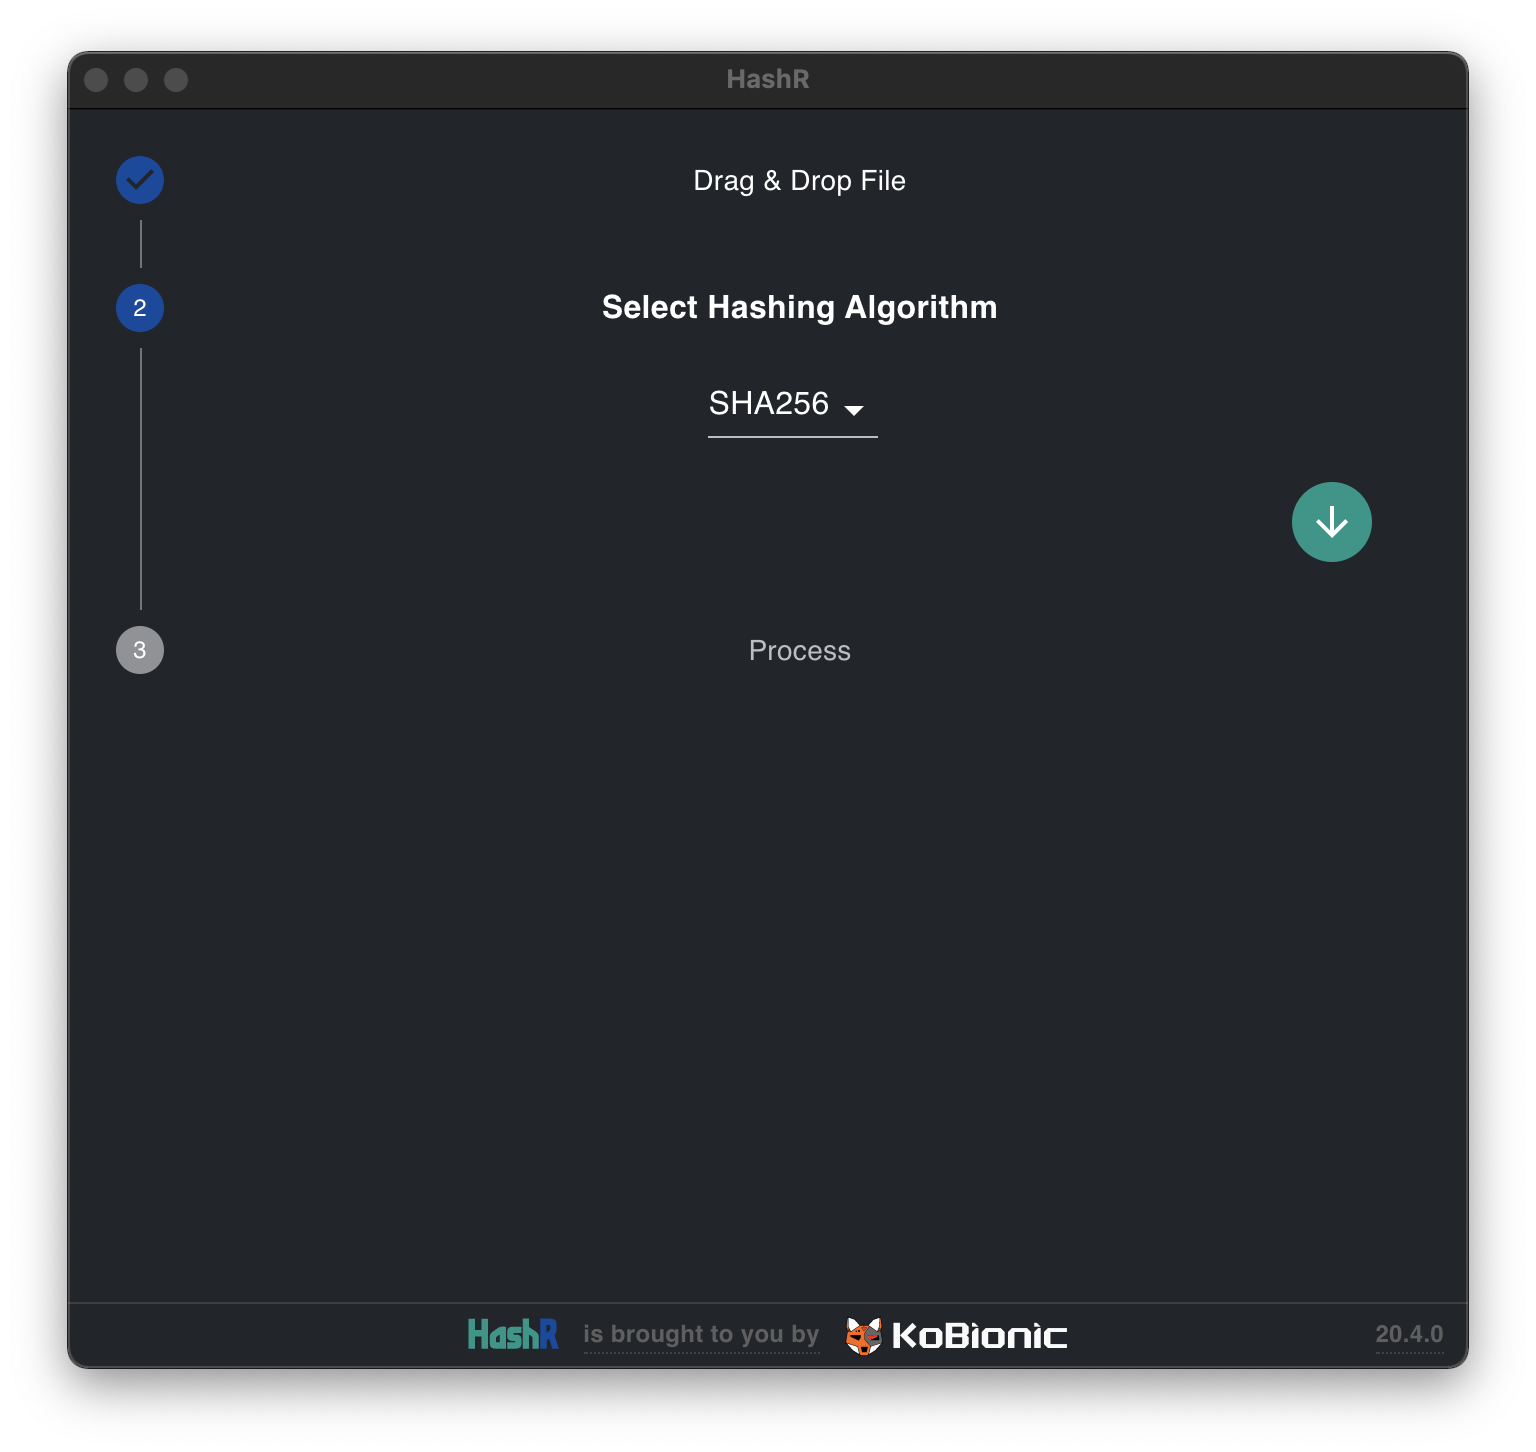 HashR
Drag & Drop File
2
Select Hashing Algorithm
SHA256
3
Process
HashR is brought to you by KoBionic
20.4.0